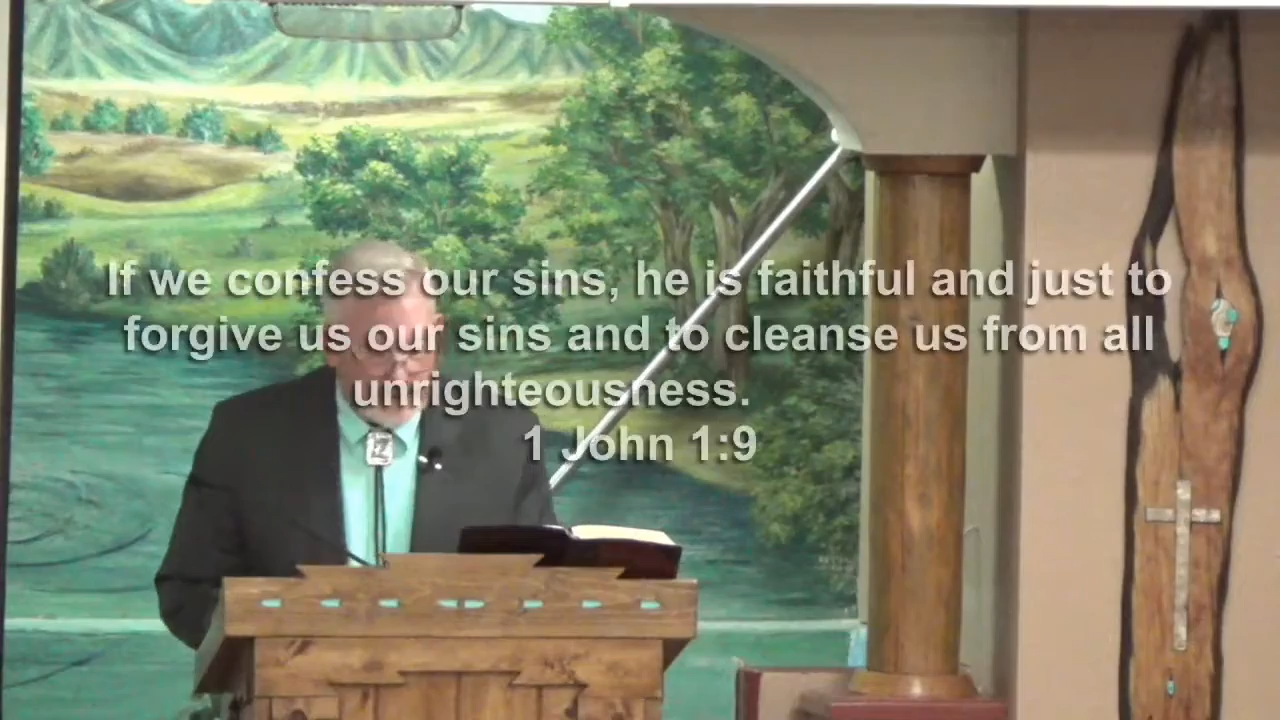 If we confess our sins, he is faithful and just to
forgive us our sins and to cleanse us from all
unrighteousness.
1 John 1:9